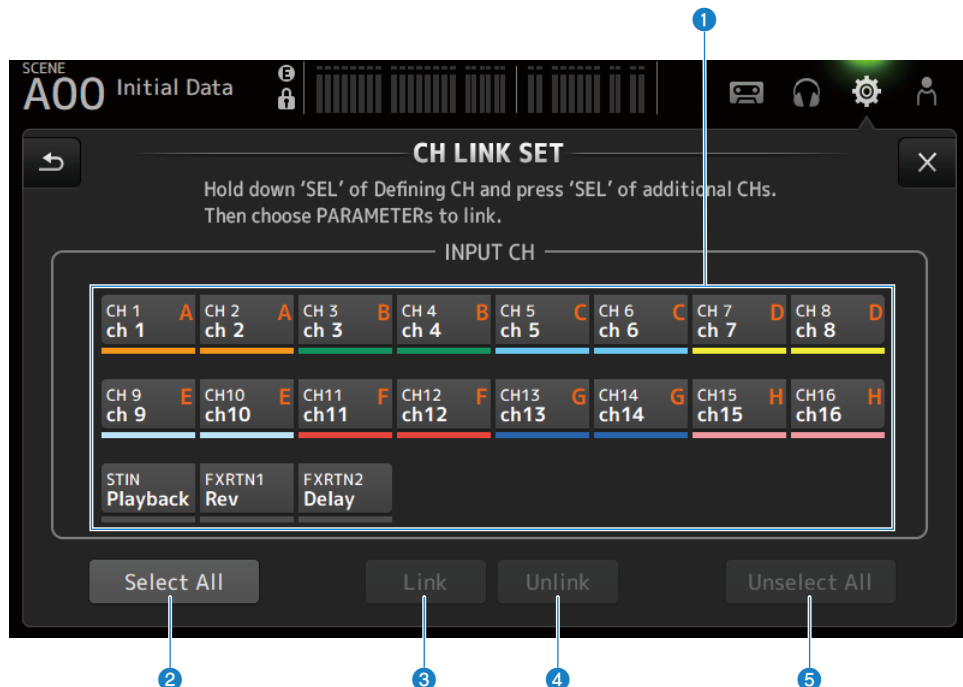 1
SCENE
A00 Initial Data E
CH LINK SET
Hold down ‘SEL’ of Defining CH and press ‘SEL’ of additional CHs.
Then choose PARAMETERs to link.
INPUT CH
CH 1 A CH 2 A CH 3 B CH 4 B CH 5 C CH 6 C CH 7 D CH 8 D
ch 1 ch 2 ch 3 ch 4 ch 5 ch 6 ch 7 ch 8
CH 9 E CH10 E CH11 F CH12 F CH13 G CH14 G CH15 H CH16 H
ch 9 ch10 ch11 ch12 ch13 ch14 ch15 ch16
STIN FXRTN1 FXRTN2
Playback Rev Delay
Select All Link Unlink Unselect All
2 3 4 5